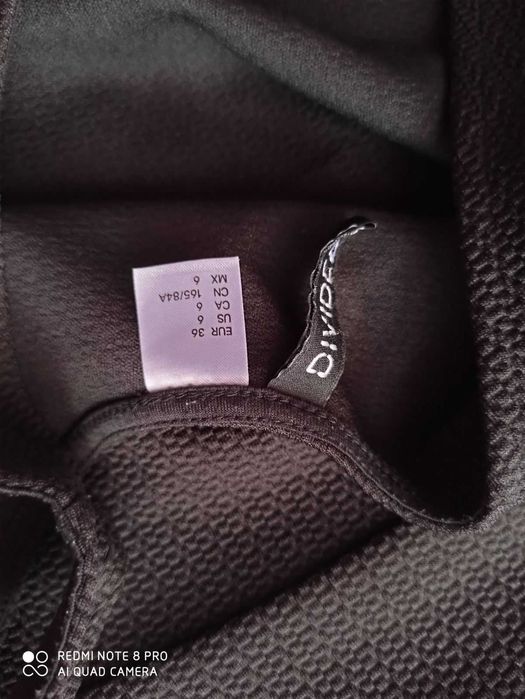 EUR 36
US 6
CA 6
CN 165/84A
MX 6
DIVIDED
REDMI NOTE 8 PRO
AI QUAD CAMERA